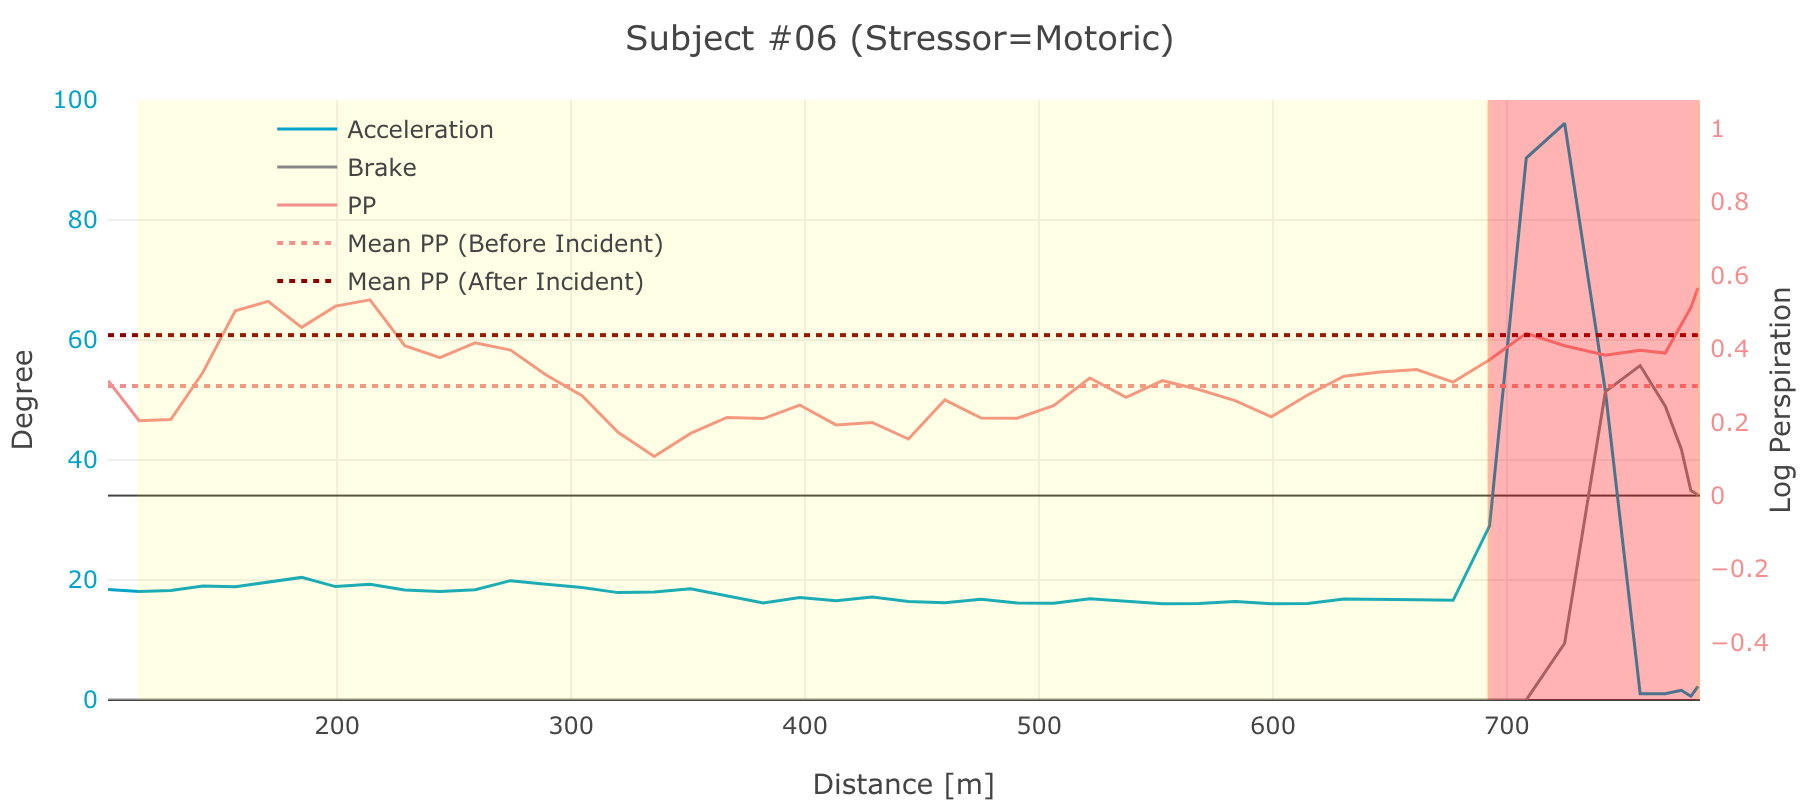 Subject #06 (Stressor=Motoric)
100
80
60
40
20
0
Degree
Acceleration
Brake
PP
Mean PP (Before Incident)
Mean PP (After Incident)
1
0.8
0.6
0.4
0.2
0
−0.2
−0.4
Log Perspiration
200 300 400 500 600 700
Distance [m]